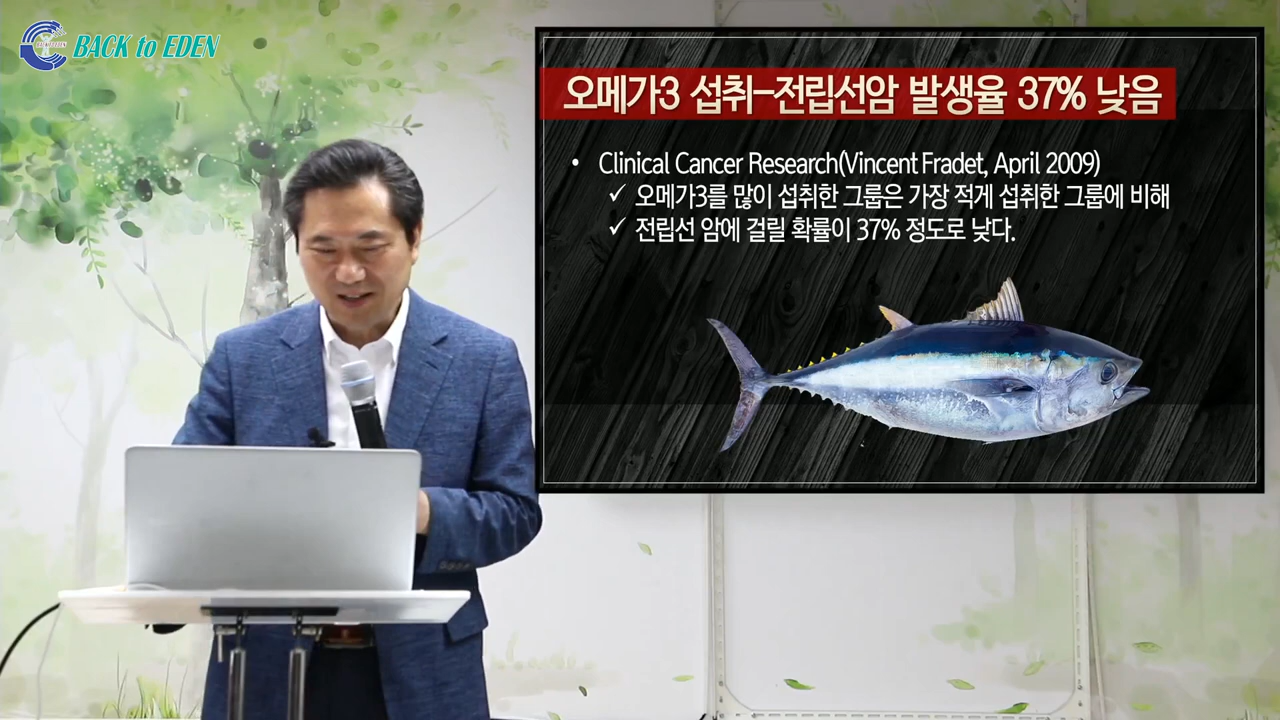 BACK to EDEN
오메가3 섭취-전립선암 발생율 37% 낮음
• Clinical Cancer Research(Vincent Fradet, April 2009)
✓ 오메가3를 많이 섭취한 그룹은 가장 적게 섭취한 그룹에 비해
✓ 전립선 암에 걸릴 확률이 37% 정도로 낮다.